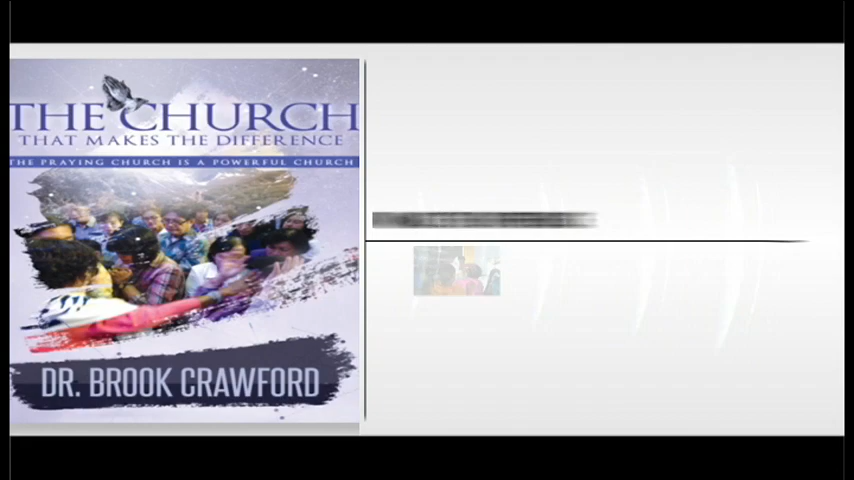 THE CHURCH
THAT MAKES THE DIFFERENCE
THE PRAYING CHURCH IS A POWERFUL CHURCH
DR. BROOK CRAWFORD